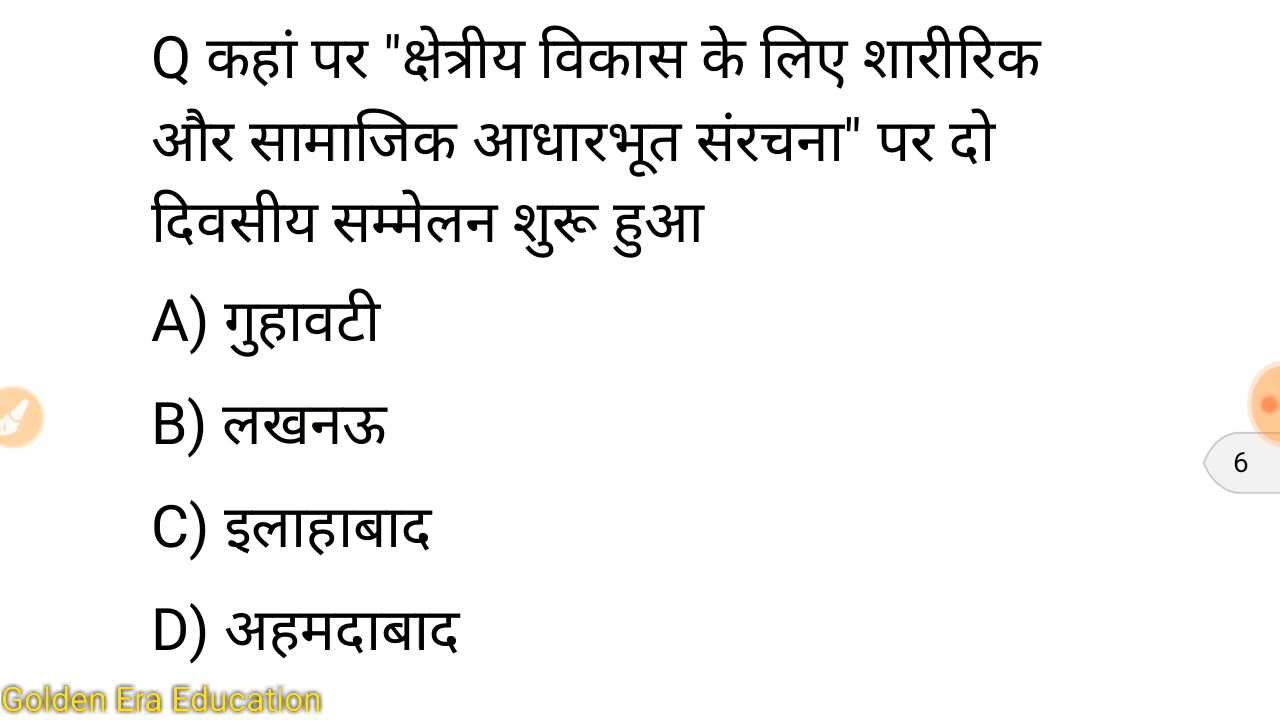 Q कहां पर "क्षेत्रीय विकास के लिए शारीरिक
और सामाजिक आधारभूत संरचना" पर दो
दिवसीय सम्मेलन शुरू हुआ
A) गुहावटी
B) लखनऊ
C) इलाहाबाद
D) अहमदाबाद
6
Golden Era Education